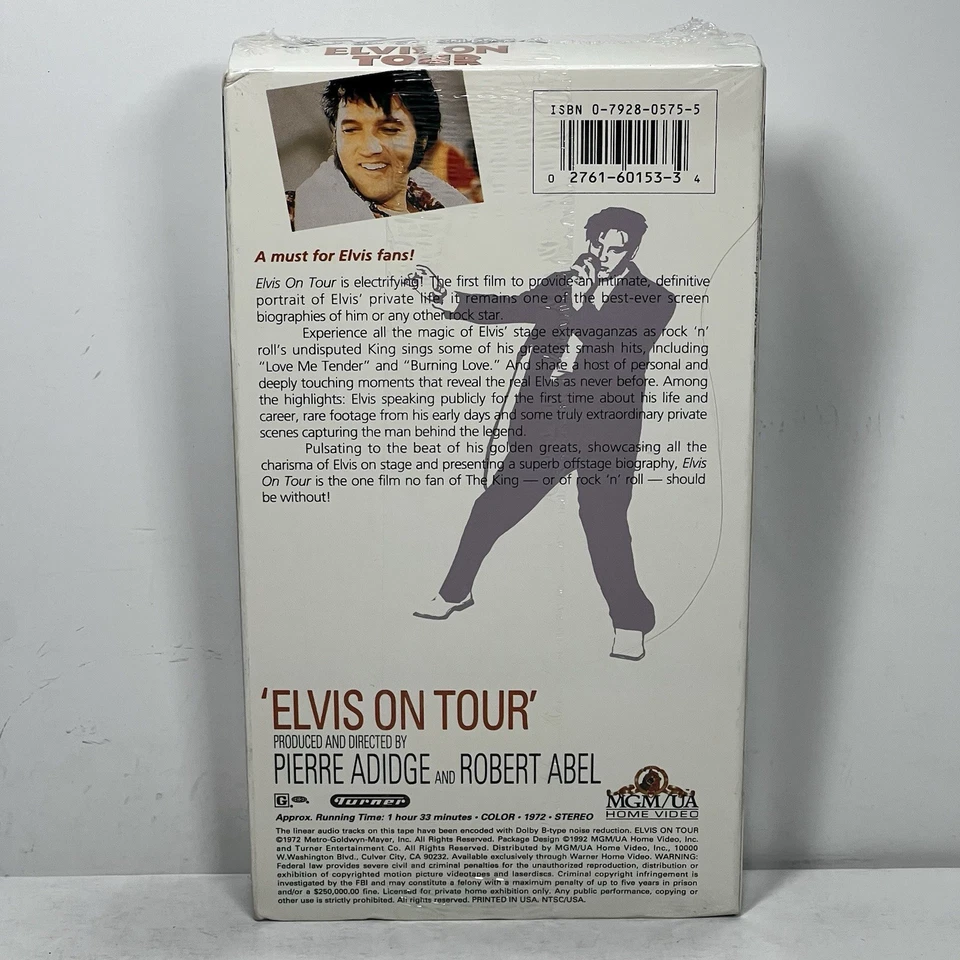 ELVIS ON
TOUR
ISBN 0-7928-0575-5
0 2761-60153-3 4
A must for Elvis fans!
Elvis On Tour is electrifying! The first film to provide an intimate, definitive
portrait of Elvis' private life, it remains one of the best-ever screen
biographies of him or any other rock star.
Experience all the magic of Elvis' stage extravaganzas as rock 'n'
roll's undisputed King sings some of his greatest smash hits, including
"Love Me Tender" and "Burning Love." And share a host of personal and
deeply touching moments that reveal the real Elvis as never before. Among
the highlights: Elvis speaking publicly for the first time about his life and
career, rare footage from his early days and some truly extraordinary private
scenes capturing the man behind the legend.
Pulsating to the beat of his golden greats, showcasing all the
charisma of Elvis on stage and presenting a superb offstage biography, Elvis
On Tour is the one film no fan of The King — or of rock 'n' roll — should
be without!
'ELVIS ON TOUR'
PRODUCED AND DIRECTED BY
PIERRE ADIDGE AND ROBERT ABEL
G Turner
MGM/UA
HOME VIDEO
Approx. Running Time: 1 hour 33 minutes • COLOR • 1972 • STEREO
The linear audio tracks on this tape have been encoded with Dolby B-type noise reduction. ELVIS ON TOUR
©1972 Metro-Goldwyn-Mayer, Inc. All Rights Reserved. Package Design ©1992 MGM/UA Home Video, Inc.
and Turner Entertainment Co. All Rights Reserved. Distributed by MGM/UA Home Video, Inc., 10000
W.Washington Blvd., Culver City, CA 90232. Available exclusively through Warner Home Video. WARNING:
Federal law provides severe civil and criminal penalties for the unauthorized reproduction, distribution or
exhibition of copyrighted motion picture videotapes and laserdiscs. Criminal copyright infringement is
investigated by the FBI and may constitute a felony with a maximum penalty of up to five years in prison
and/or a $250,000.00 fine. Licensed for private home exhibition only. Any public performance, copying or
other use is strictly prohibited. All rights reserved. PRINTED IN USA. NTSC/USA.